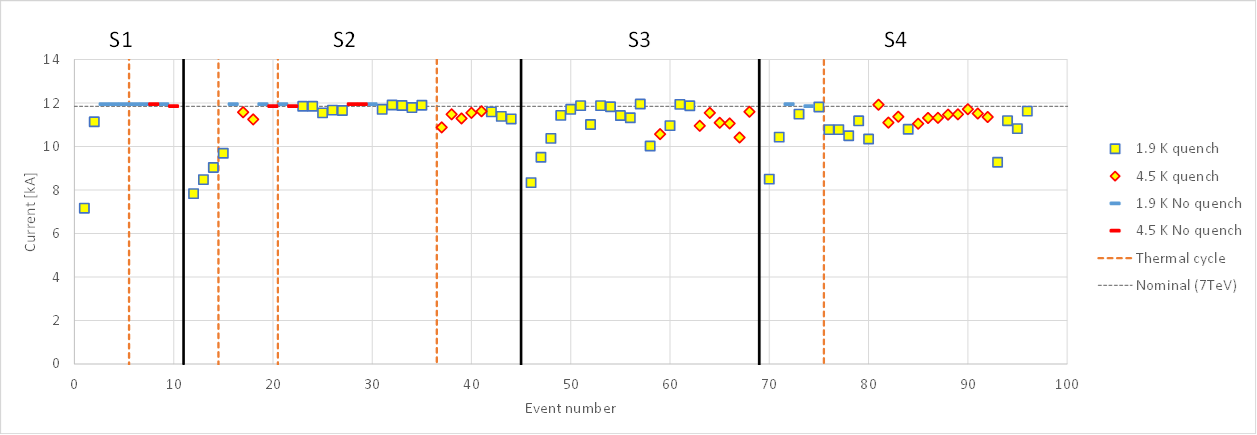 S1 S2 S3 S4
14
12
10
8
6
4
2
0
Current [kA]
0 10 20 30 40 50 60 70 80 90 100
Event number
1.9 K quench
4.5 K quench
1.9 K No quench
4.5 K No quench
Thermal cycle
Nominal (7TeV)